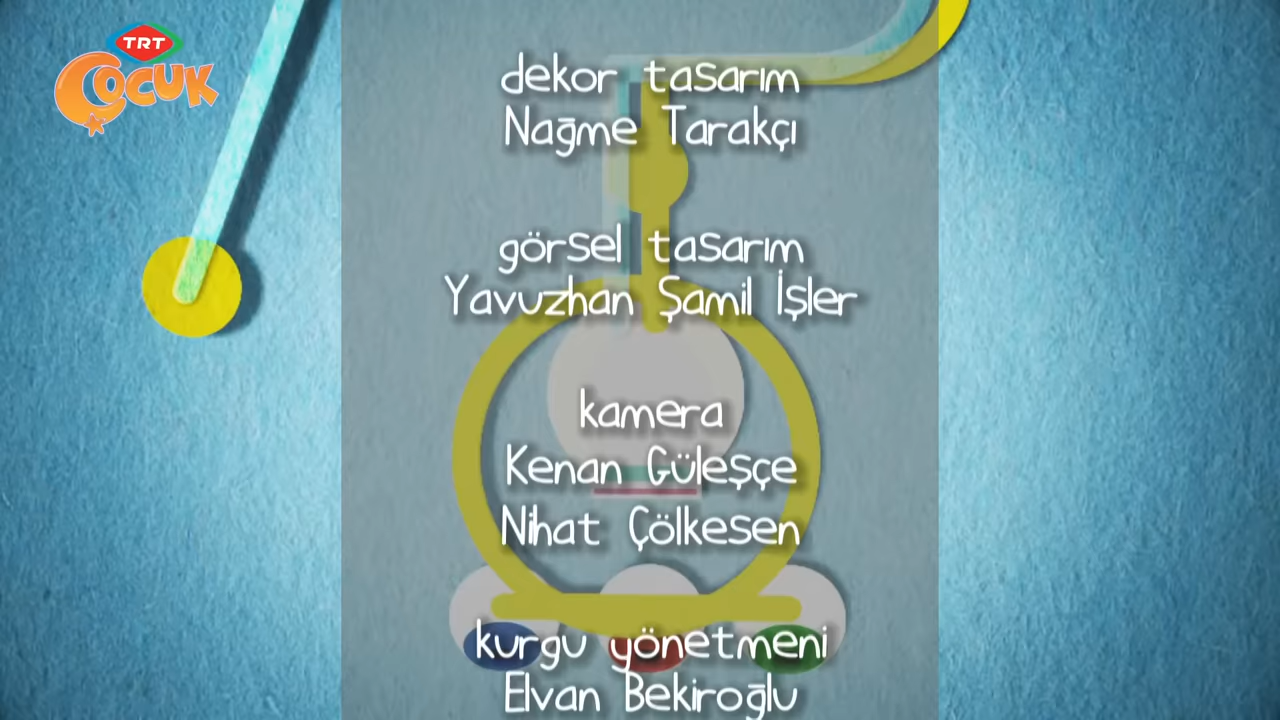 TRT
ÇOCUK
dekor tasarım
Nağme Tarakçı
görsel tasarım
Yavuzhan Şamil İşler
kamera
Kenan Güleşçe
Nihat Çölkesen
kurgu yönetmeni
Elvan Bekiroğlu